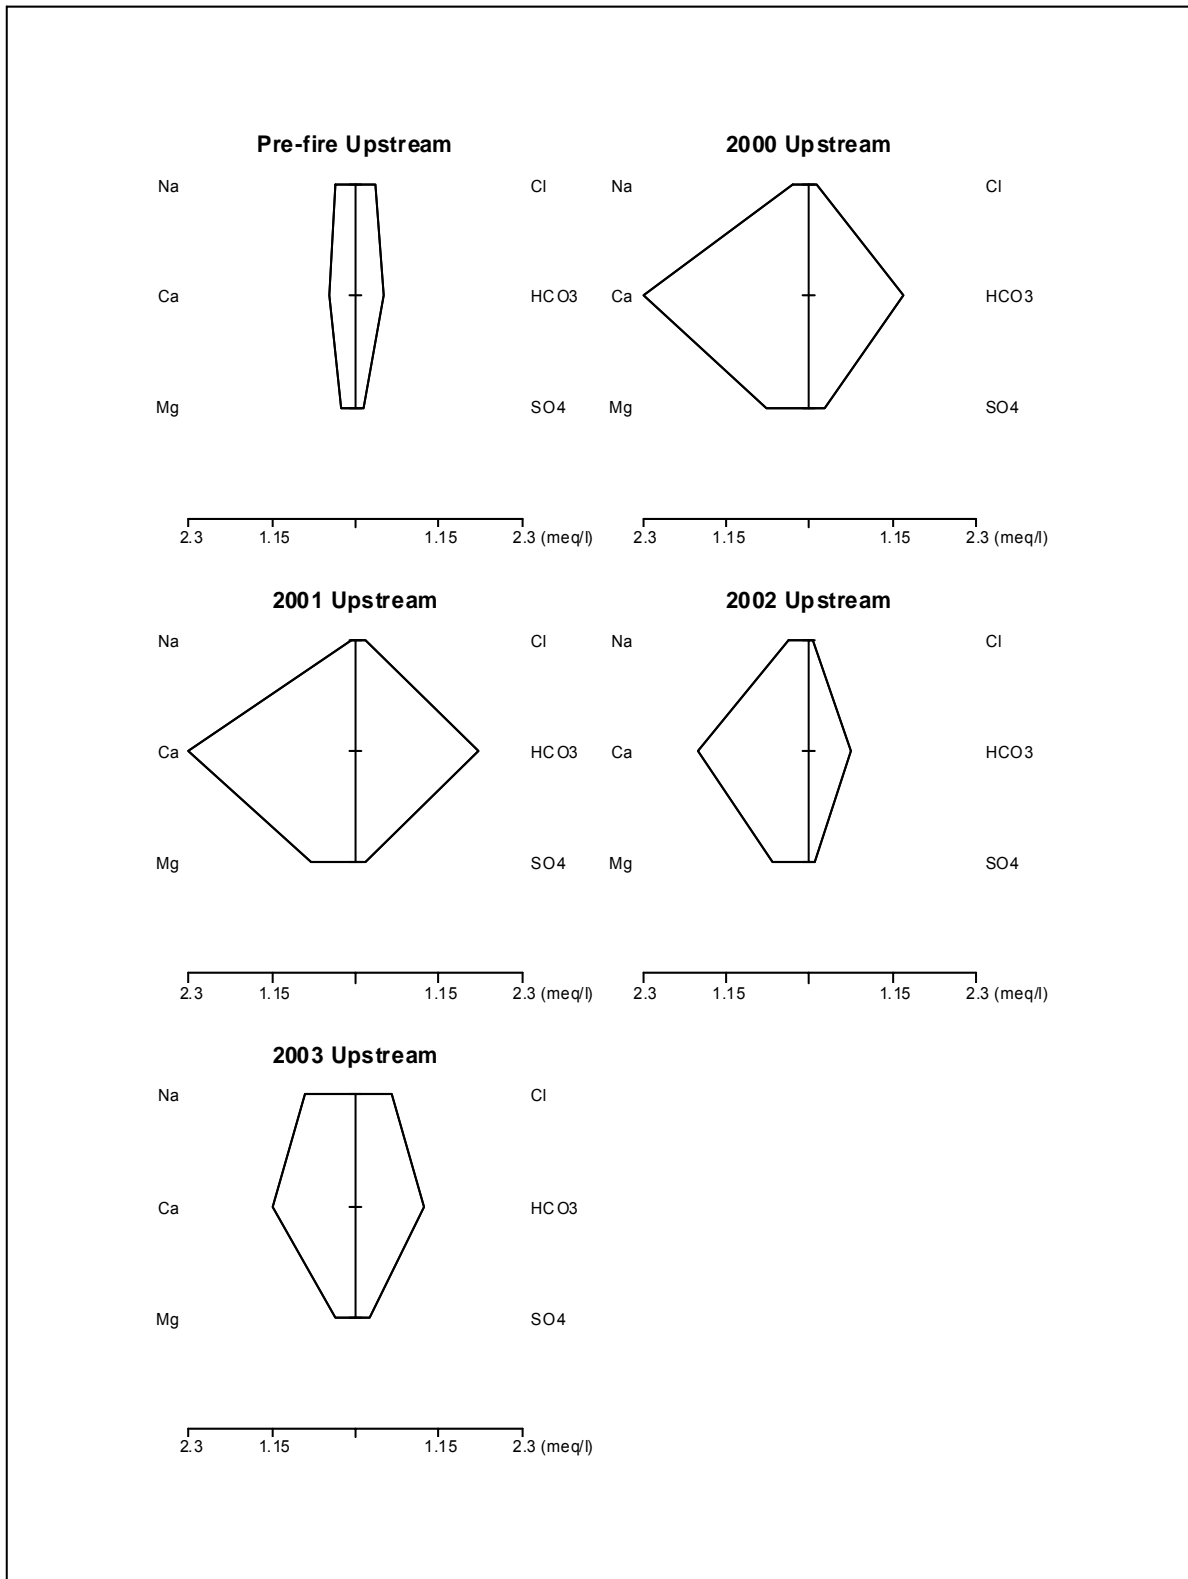 Pre-fire Upstream 2000 Upstream
Na Cl Na Cl
Ca HCO3 Ca HCO3
Mg SO4 Mg SO4
2.3 1.15 1.15 2.3 (meq/l) 2.3 1.15 1.15 2.3 (meq/l)
2001 Upstream 2002 Upstream
Na Cl Na Cl
Ca HCO3 Ca HCO3
Mg SO4 Mg SO4
2.3 1.15 1.15 2.3 (meq/l) 2.3 1.15 1.15 2.3 (meq/l)
2003 Upstream
Na Cl
Ca HCO3
Mg SO4
2.3 1.15 1.15 2.3 (meq/l)